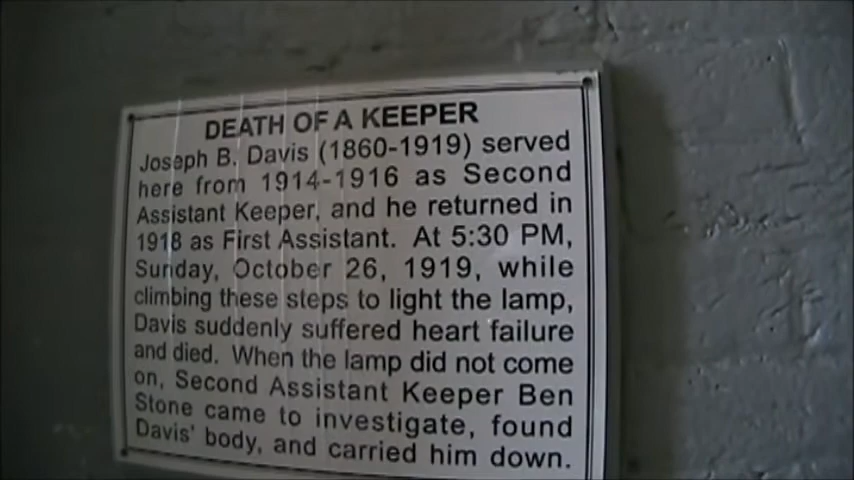 DEATH OF A KEEPER
Joseph B. Davis (1860-1919) served
here from 1914-1916 as Second
Assistant Keeper, and he returned in
1918 as First Assistant. At 5:30 PM,
Sunday, October 26, 1919, while
climbing these steps to light the lamp,
Davis suddenly suffered heart failure
and died. When the lamp did not come
on, Second Assistant Keeper Ben
Stone came to investigate, found
Davis' body, and carried him down.